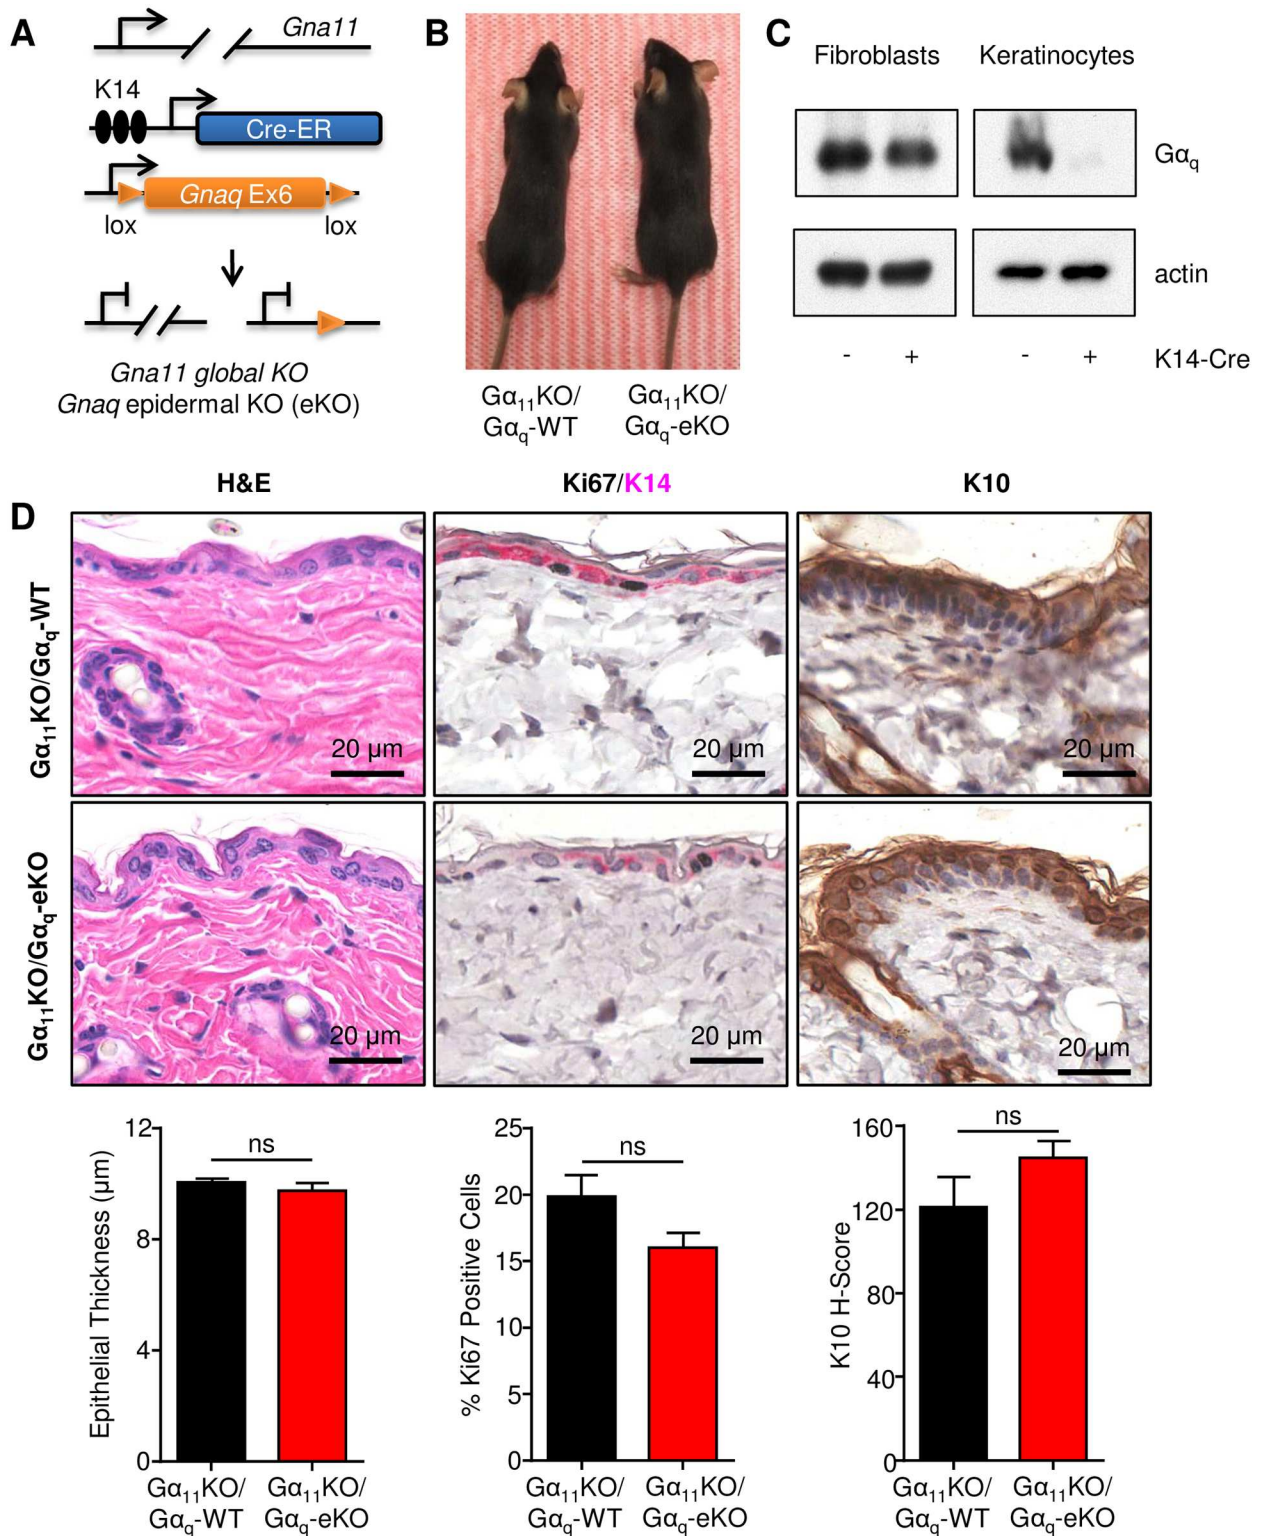 A
Gna11
K14
Cre-ER
Gnaq Ex6
lox
lox
Gna11 global KO
Gnaq epidermal KO (eKO)
B
Gα₁₁KO/
Gαq-WT
Gα₁₁KO/
Gαq-eKO
C
Fibroblasts
Keratinocytes
Gαq
actin
- + - + K14-Cre
D
H&E
Ki67/K14
K10
Gα₁₁KO/Gαq-WT
20 μm
20 μm
20 μm
Gα₁₁KO/Gαq-eKO
20 μm
20 μm
20 μm
Epithelial Thickness (μm)
12
8
4
0
ns
Gα₁₁KO/
Gαq-WT
Gα₁₁KO/
Gαq-eKO
% Ki67 Positive Cells
25
20
15
10
5
0
ns
Gα₁₁KO/
Gαq-WT
Gα₁₁KO/
Gαq-eKO
K10 H-Score
160
120
80
40
0
ns
Gα₁₁KO/
Gαq-WT
Gα₁₁KO/
Gαq-eKO